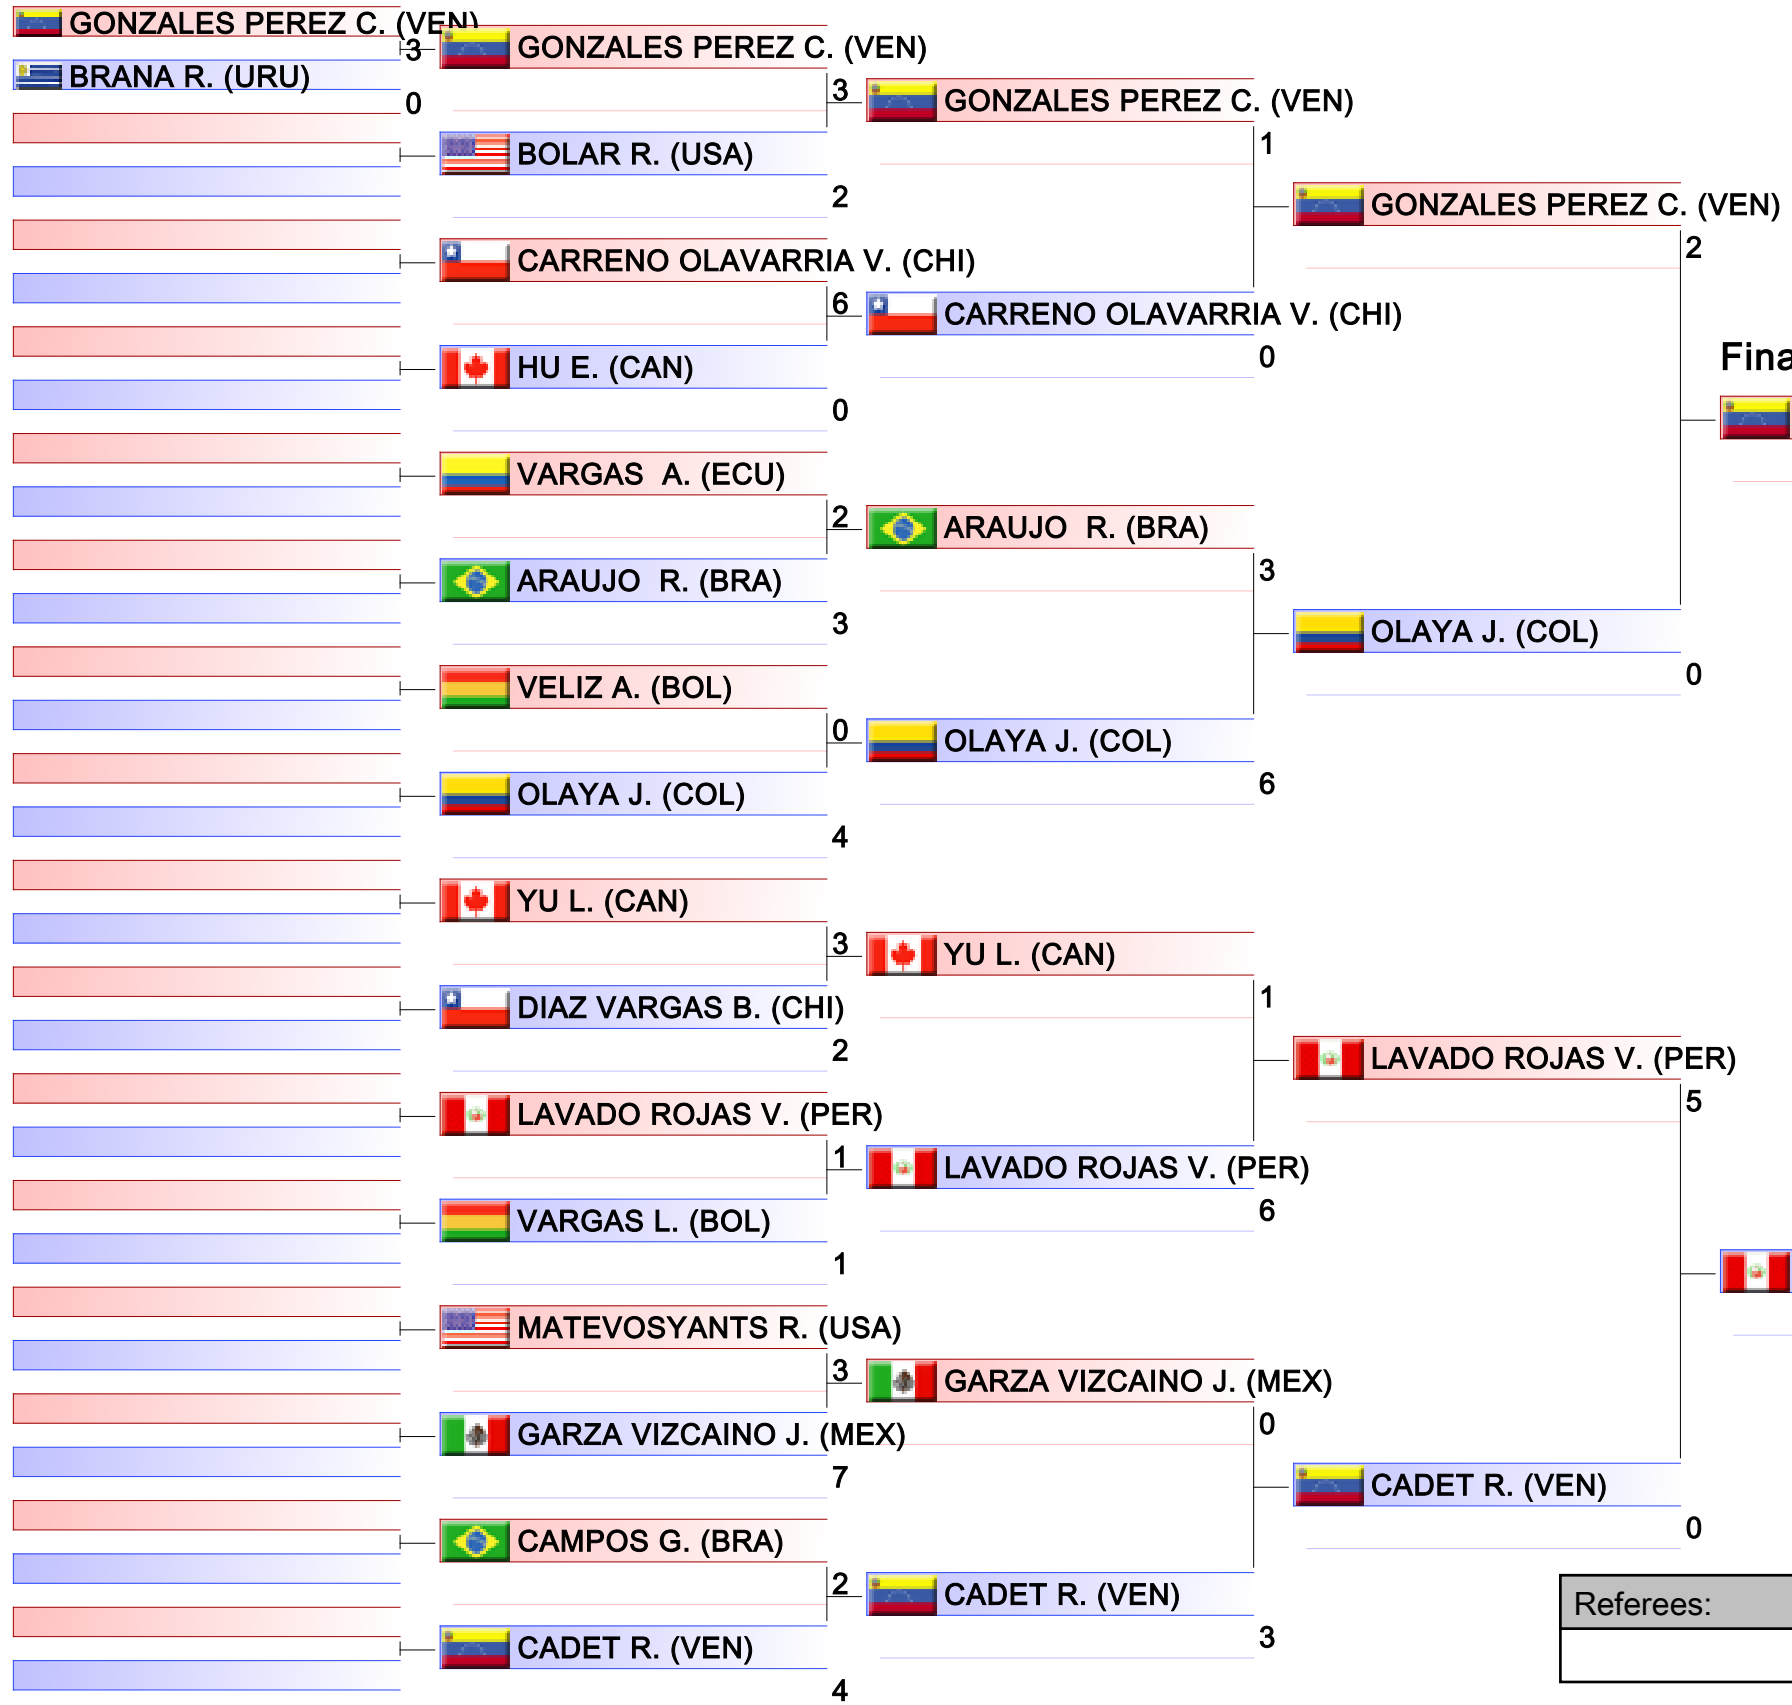 GONZALES PEREZ C. (VEN)
3
BRANA R. (URU)
0
GONZALES PEREZ C. (VEN)
3
BOLAR R. (USA)
2
CARRENO OLAVARRIA V. (CHI)
6
HU E. (CAN)
0
VARGAS A. (ECU)
2
ARAUJO R. (BRA)
3
VELIZ A. (BOL)
0
OLAYA J. (COL)
4
YU L. (CAN)
3
DIAZ VARGAS B. (CHI)
2
LAVADO ROJAS V. (PER)
1
VARGAS L. (BOL)
1
MATEVOSYANTS R. (USA)
3
GARZA VIZCAINO J. (MEX)
7
CAMPOS G. (BRA)
2
CADET R. (VEN)
4
GONZALES PEREZ C. (VEN)
1
CARRENO OLAVARRIA V. (CHI)
0
ARAUJO R. (BRA)
3
OLAYA J. (COL)
6
YU L. (CAN)
1
LAVADO ROJAS V. (PER)
6
GARZA VIZCAINO J. (MEX)
0
CADET R. (VEN)
3
GONZALES PEREZ C. (VEN)
2
OLAYA J. (COL)
0
LAVADO ROJAS V. (PER)
5
CADET R. (VEN)
0
Fina
Referees: